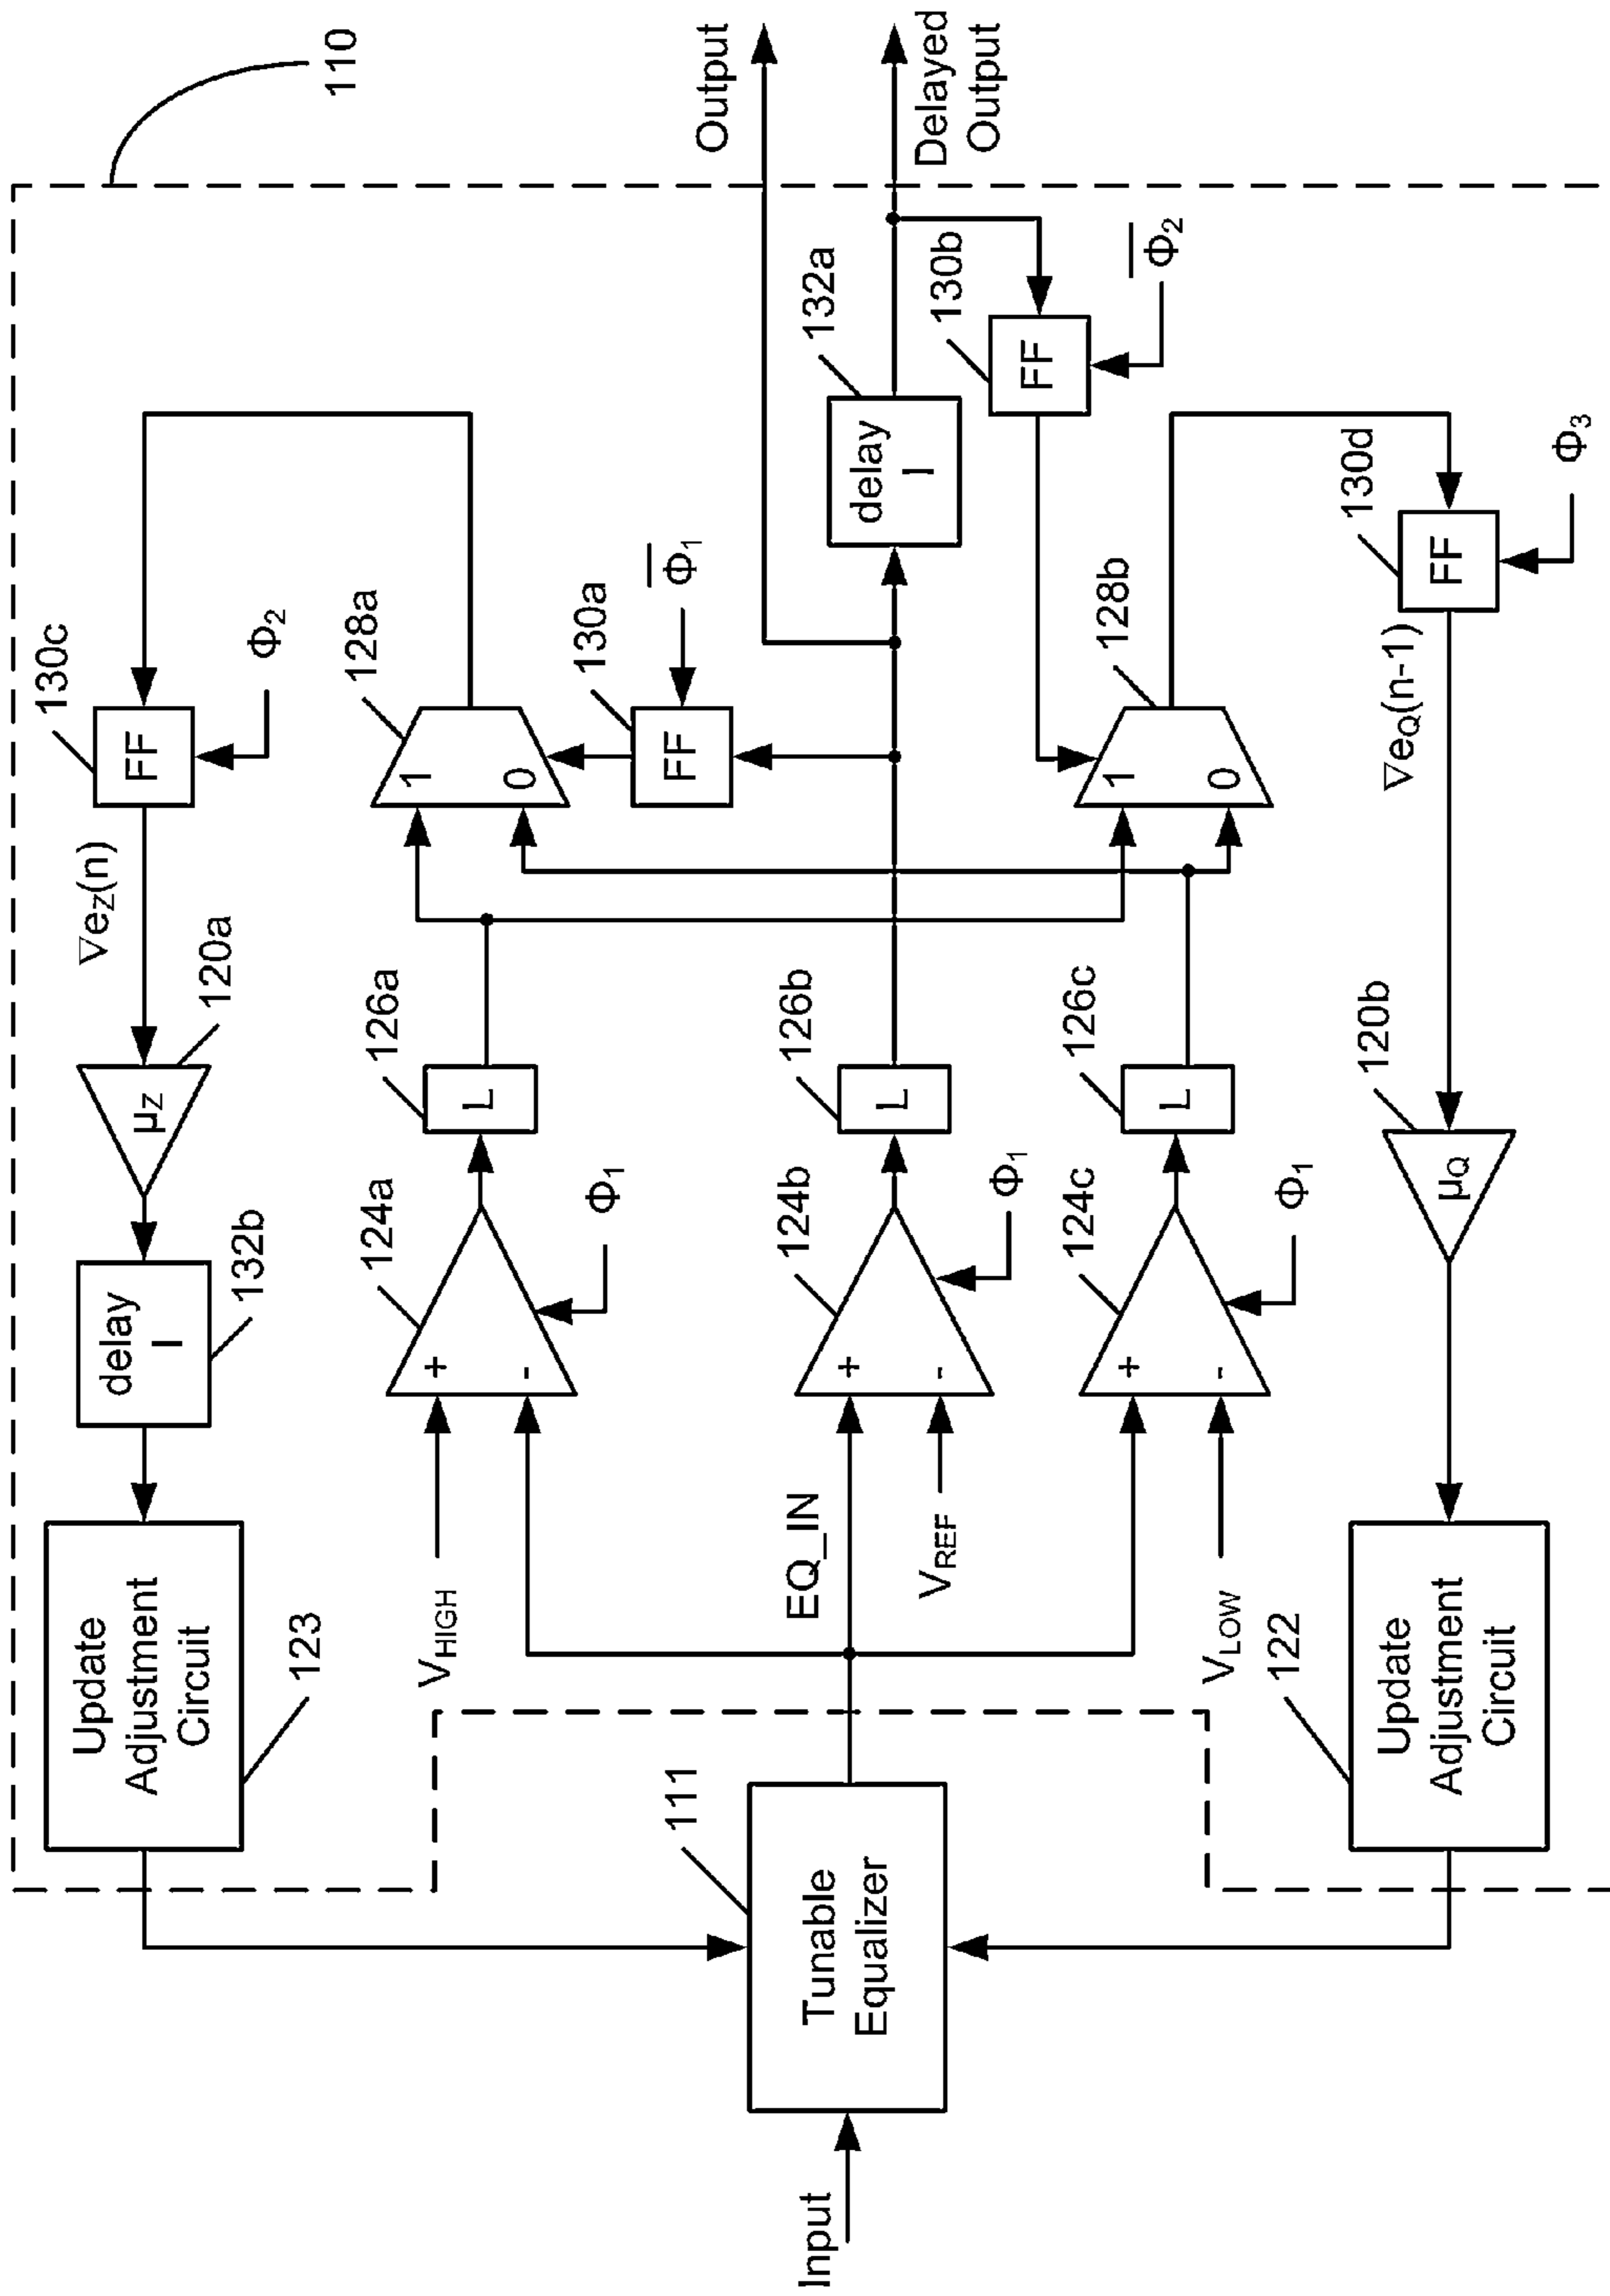 110
Output
Delayed
Output
130c
FF
Φ2
∇eZ(n)
120a
μZ
132b
delay
I
Update
Adjustment
Circuit
123
128a
1
0
130a
FF
Φ1
132a
delay
I
130b
FF
Φ2
126a
L
124a
+
-
Φ1
VHIGH
126b
L
124b
+
-
Φ1
EQ_IN
VREF
128b
1
0
126c
L
124c
+
-
Φ1
VLOW
130d
FF
Φ3
∇eQ(n-1)
120b
μQ
Update
Adjustment
Circuit
122
111
Tunable
Equalizer
Input